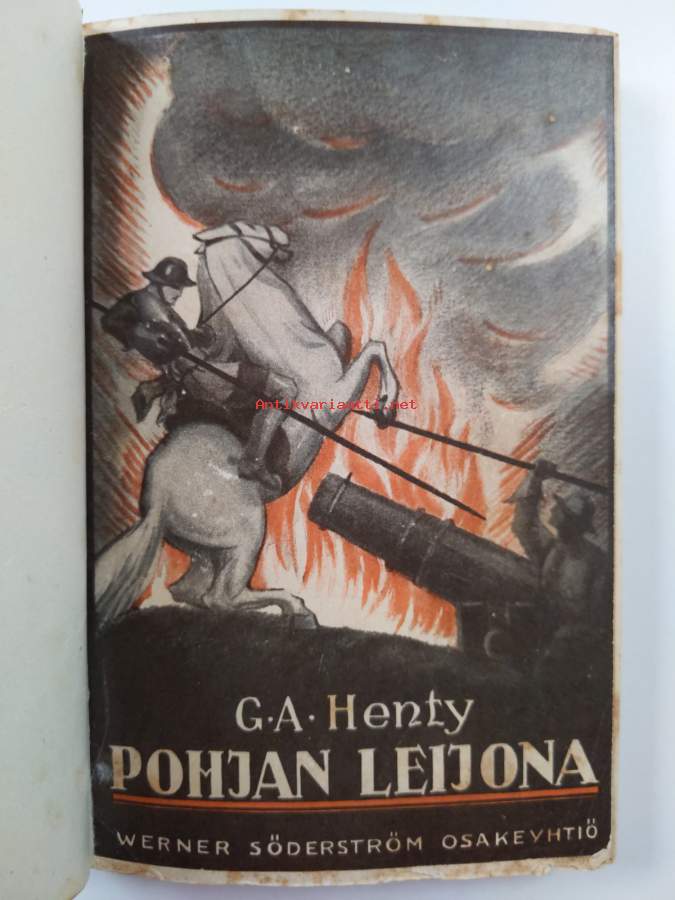 Antikvariaatti.net
G.A. Henty
POHJAN LEIJONA
WERNER SÖDERSTRÖM OSAKEYHTIÖ